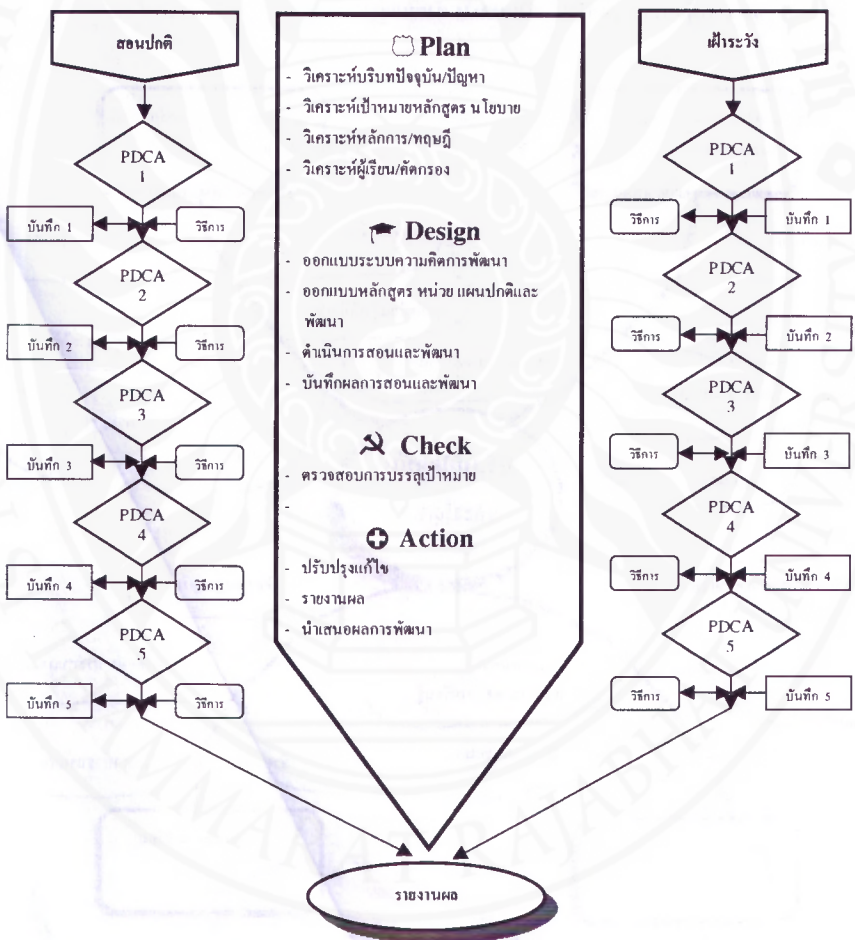 สอนปกติ
PDCA
1
บันทึก 1
วิธีการ
PDCA
2
บันทึก 2
วิธีการ
PDCA
3
บันทึก 3
วิธีการ
PDCA
4
บันทึก 4
วิธีการ
PDCA
5
บันทึก 5
วิธีการ
Plan
- วิเคราะห์บริบทปัจจุบัน/ปัญหา
- วิเคราะห์เป้าหมายหลักสูตร นโยบาย
- วิเคราะห์หลักการ/ทฤษฎี
- วิเคราะห์ผู้เรียน/คัดกรอง
Design
- ออกแบบระบบความคิดการพัฒนา
- ออกแบบหลักสูตร หน่วย แผนปกติและ
พัฒนา
- ดำเนินการสอนและพัฒนา
- บันทึกผลการสอนและพัฒนา
Check
- ตรวจสอบการบรรลุเป้าหมาย
-
Action
- ปรับปรุงแก้ไข
- รายงานผล
- นำเสนอผลการพัฒนา
เฝ้าระวัง
PDCA
1
วิธีการ
บันทึก 1
PDCA
2
วิธีการ
บันทึก 2
PDCA
3
วิธีการ
บันทึก 3
PDCA
4
วิธีการ
บันทึก 4
PDCA
5
วิธีการ
บันทึก 5
รายงานผล